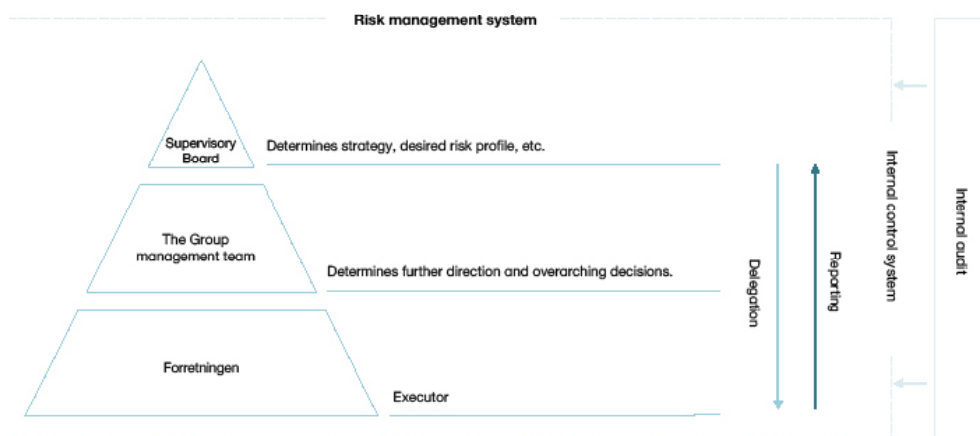 Risk management system
Supervisory
Board
Determines strategy, desired risk profile, etc.
The Group
management team
Determines further direction and overarching decisions.
Forretningen
Executor
Delegation
Reporting
Internal control system
Internal audit